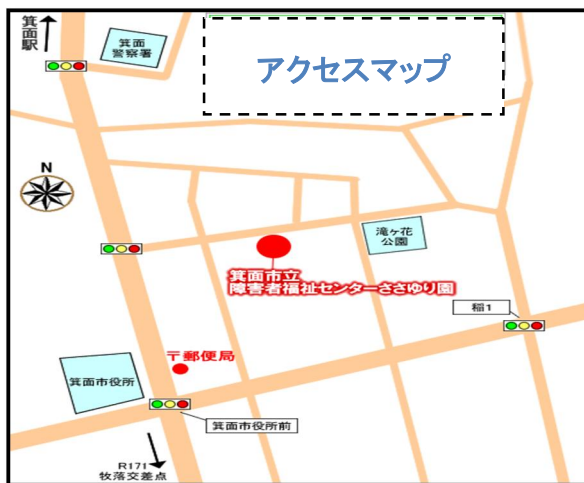 箕面駅
箕面
警察署
アクセスマップ
N
滝ヶ花
公園
箕面市立
障害者福祉センターささゆり園
稲1
〒郵便局
箕面市役所
箕面市役所前
R171
牧落交差点